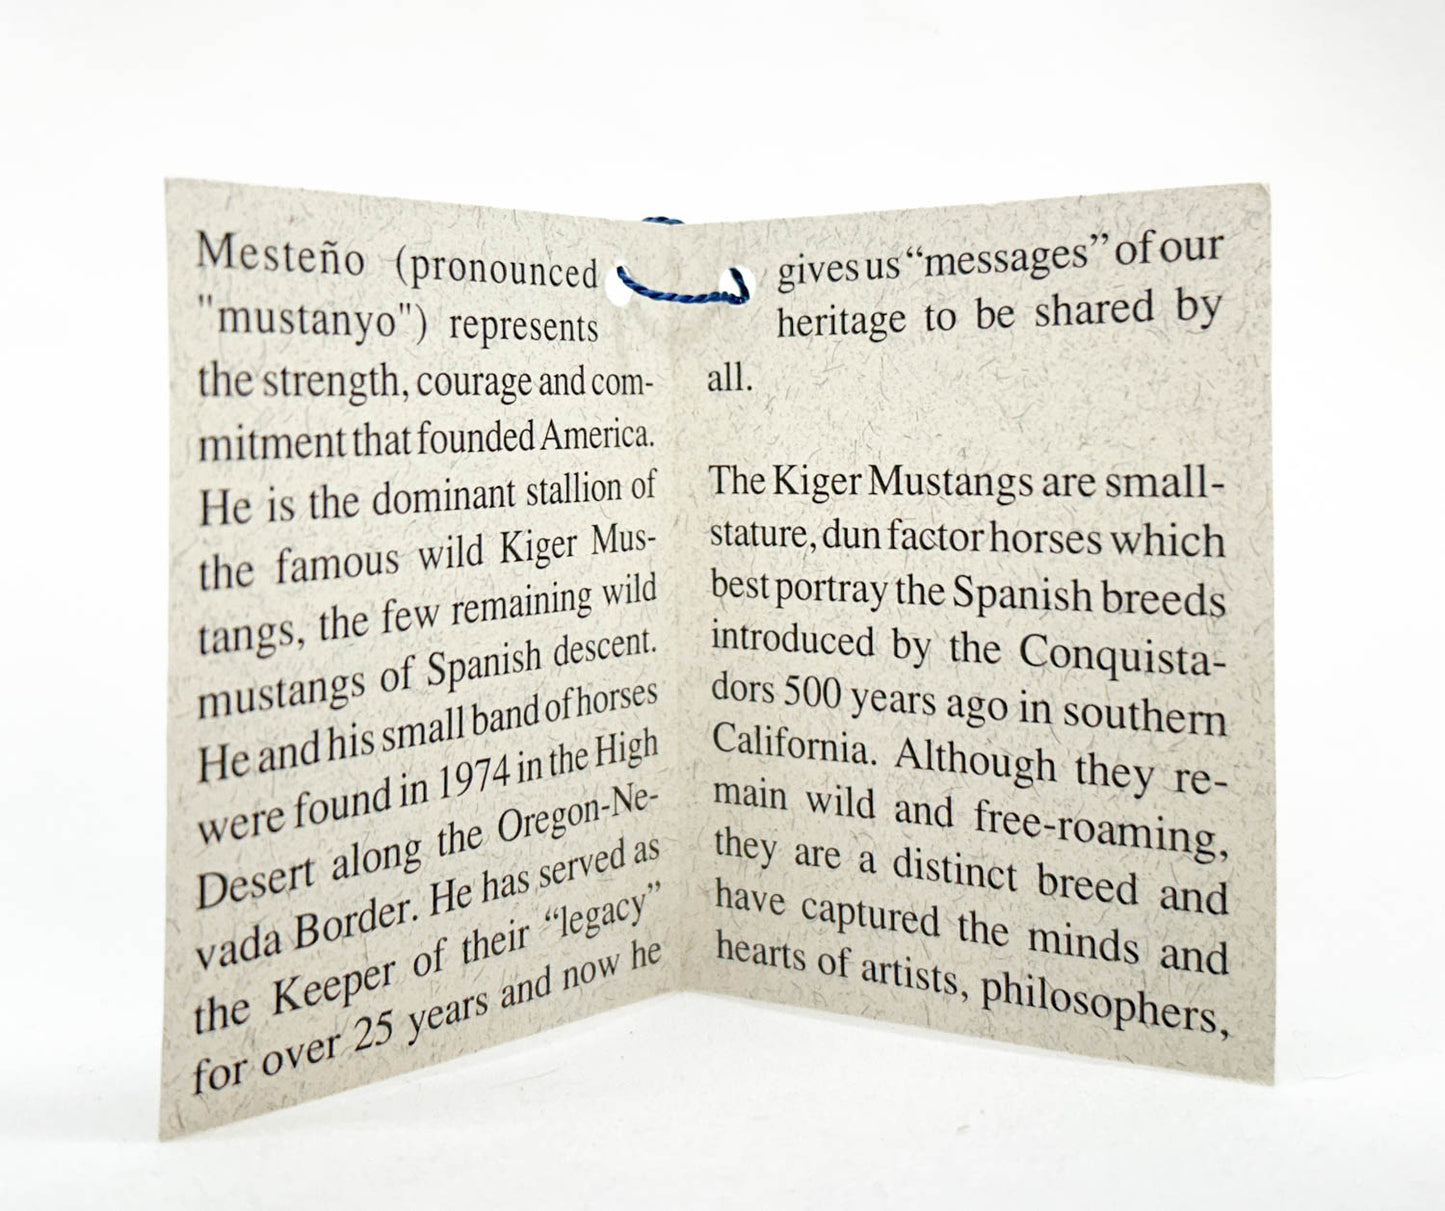 Mesteño (pronounced
"mustanyo") represents
the strength, courage and com-
mitment that founded America.
He is the dominant stallion of
the famous wild Kiger Mus-
tangs, the few remaining wild
mustangs of Spanish descent.
He and his small band of horses
were found in 1974 in the High
Desert along the Oregon-Ne-
vada Border. He has served as
the Keeper of their “legacy”
for over 25 years and now he
gives us “messages” of our
heritage to be shared by
all.
The Kiger Mustangs are small-
stature, dun factor horses which
best portray the Spanish breeds
introduced by the Conquista-
dors 500 years ago in southern
California. Although they re-
main wild and free-roaming,
they are a distinct breed and
have captured the minds and
hearts of artists, philosophers,